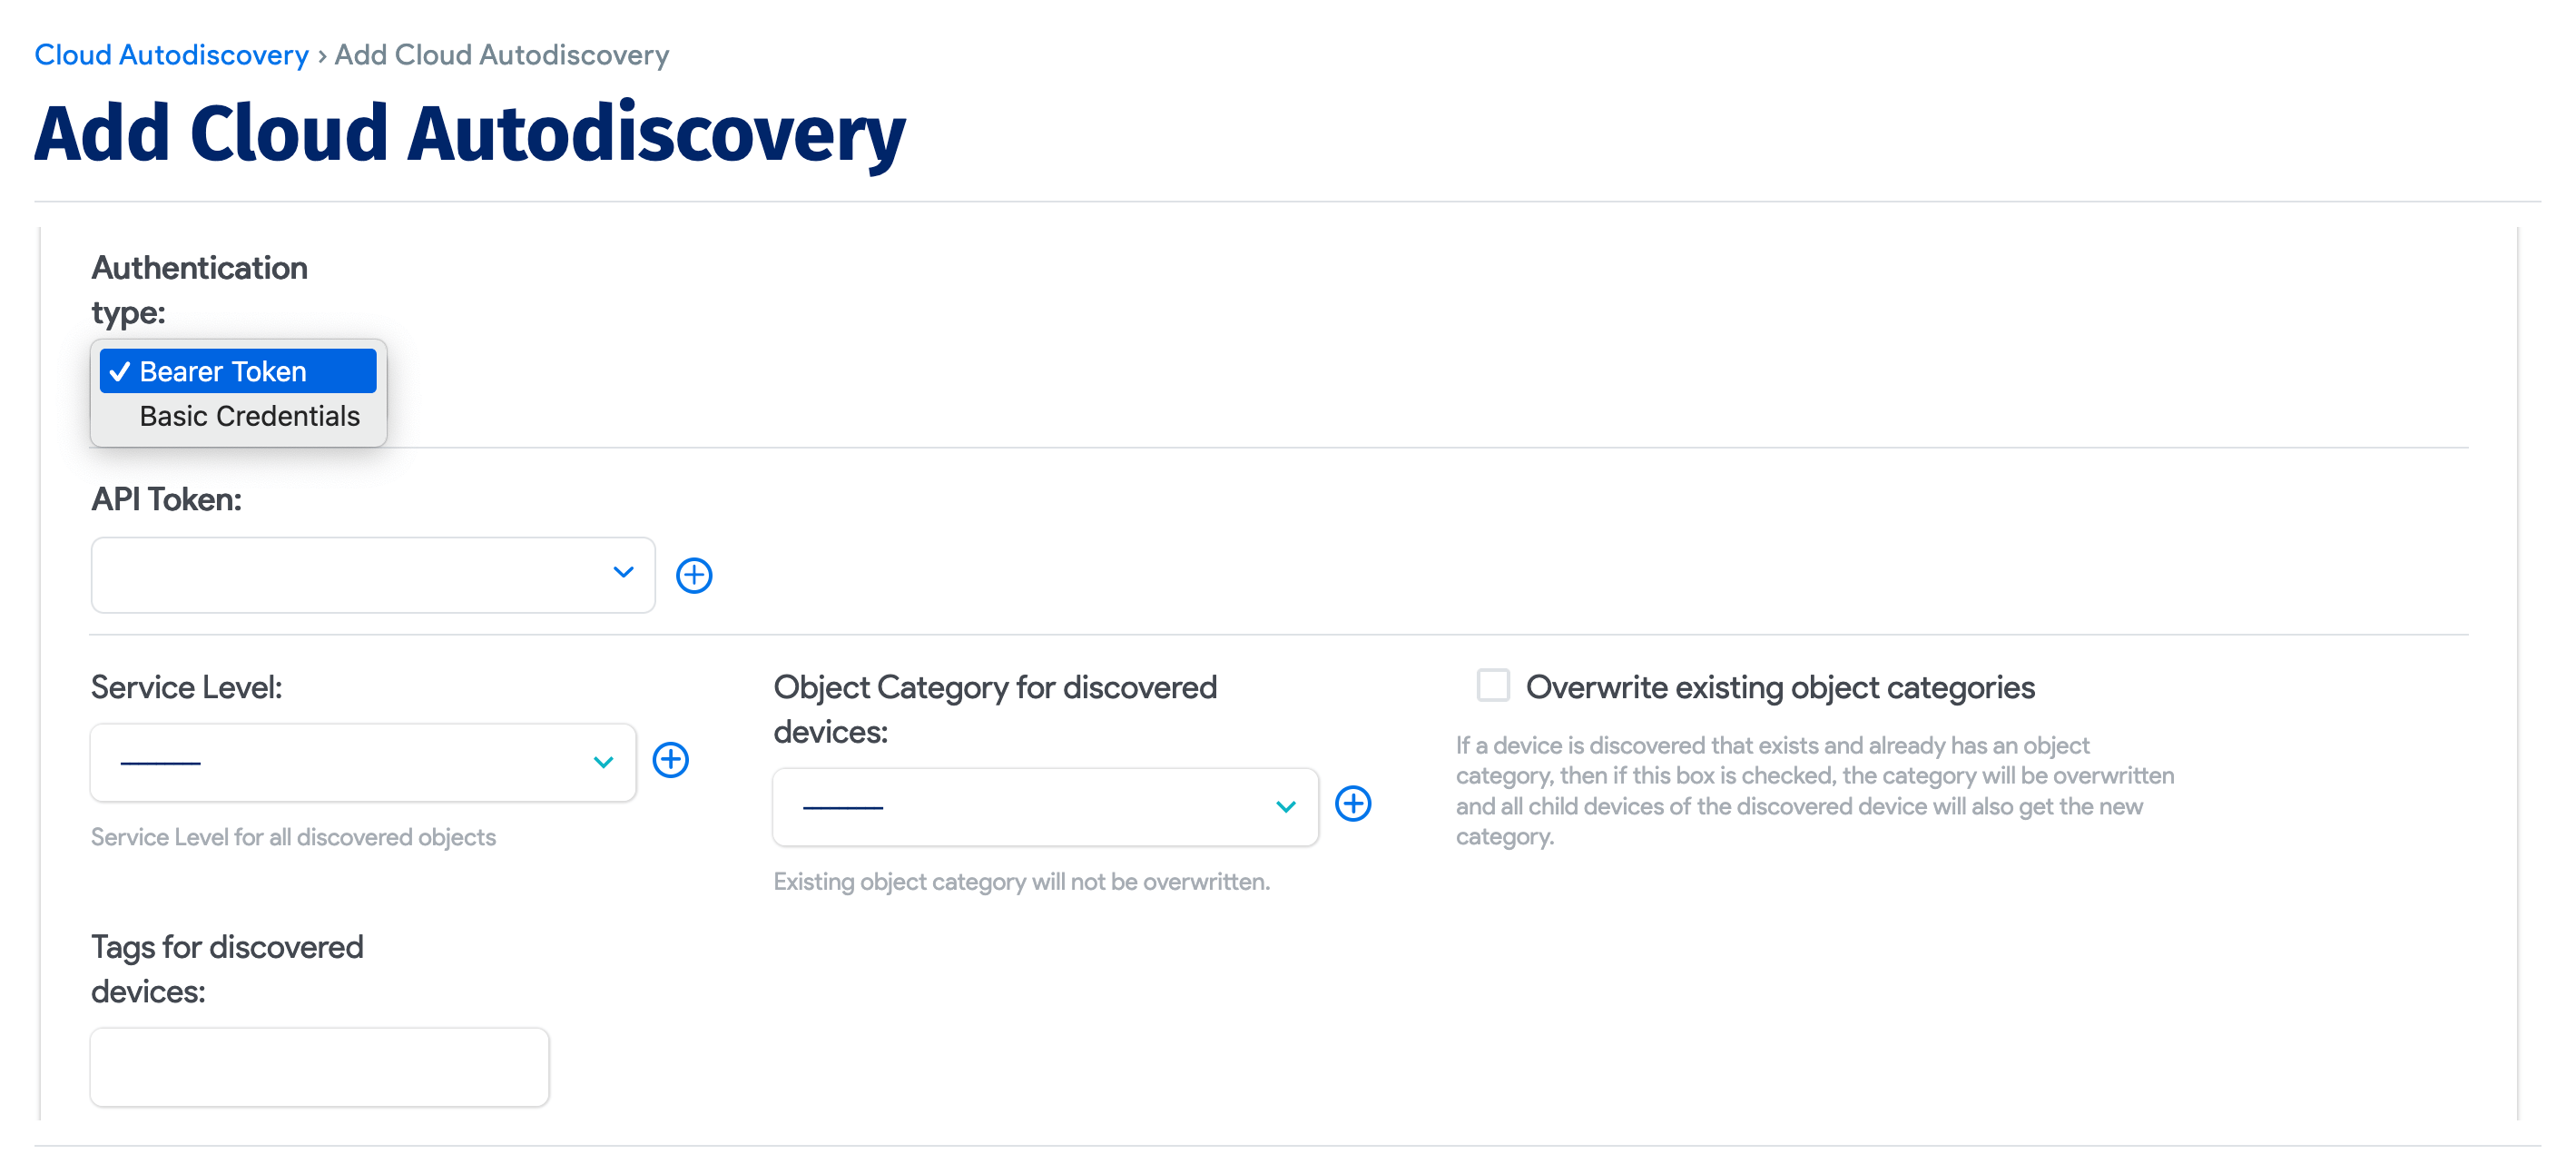 Cloud Autodiscovery › Add Cloud Autodiscovery
Add Cloud Autodiscovery
Authentication
type:
✓ Bearer Token
Basic Credentials
API Token:
Service Level:
Service Level for all discovered objects
Object Category for discovered
devices:
Existing object category will not be overwritten.
Overwrite existing object categories
If a device is discovered that exists and already has an object
category, then if this box is checked, the category will be overwritten
and all child devices of the discovered device will also get the new
category.
Tags for discovered
devices: